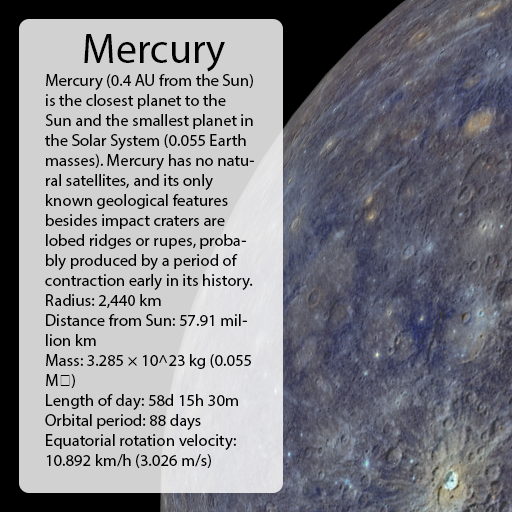 Mercury
Mercury (0.4 AU from the Sun)
is the closest planet to the
Sun and the smallest planet in
the Solar System (0.055 Earth
masses). Mercury has no natu-
ral satellites, and its only
known geological features
besides impact craters are
lobed ridges or rupes, proba-
bly produced by a period of
contraction early in its history.
Radius: 2,440 km
Distance from Sun: 57.91 mil-
lion km
Mass: 3.285 × 10^23 kg (0.055
M□)
Length of day: 58d 15h 30m
Orbital period: 88 days
Equatorial rotation velocity:
10.892 km/h (3.026 m/s)